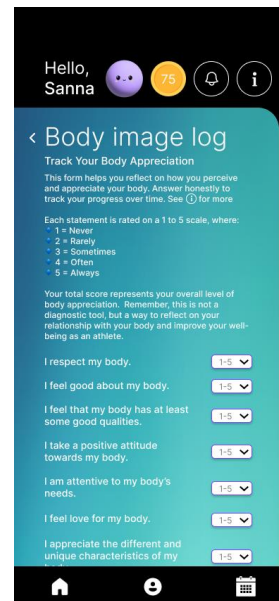 Hello,
Sanna
75
i
< Body image log
Track Your Body Appreciation
This form helps you reflect on how you perceive
and appreciate your body. Answer honestly to
track your progress over time. See ⓘ for more
Each statement is rated on a 1 to 5 scale, where:
1 = Never
2 = Rarely
3 = Sometimes
4 = Often
5 = Always
Your total score represents your overall level of
body appreciation. Remember, this is not a
diagnostic tool, but a way to reflect on your
relationship with your body and improve your well-
being as an athlete.
I respect my body. 1-5
I feel good about my body. 1-5
I feel that my body has at least
some good qualities. 1-5
I take a positive attitude
towards my body. 1-5
I am attentive to my body's
needs. 1-5
I feel love for my body. 1-5
I appreciate the different and
unique characteristics of my 1-5